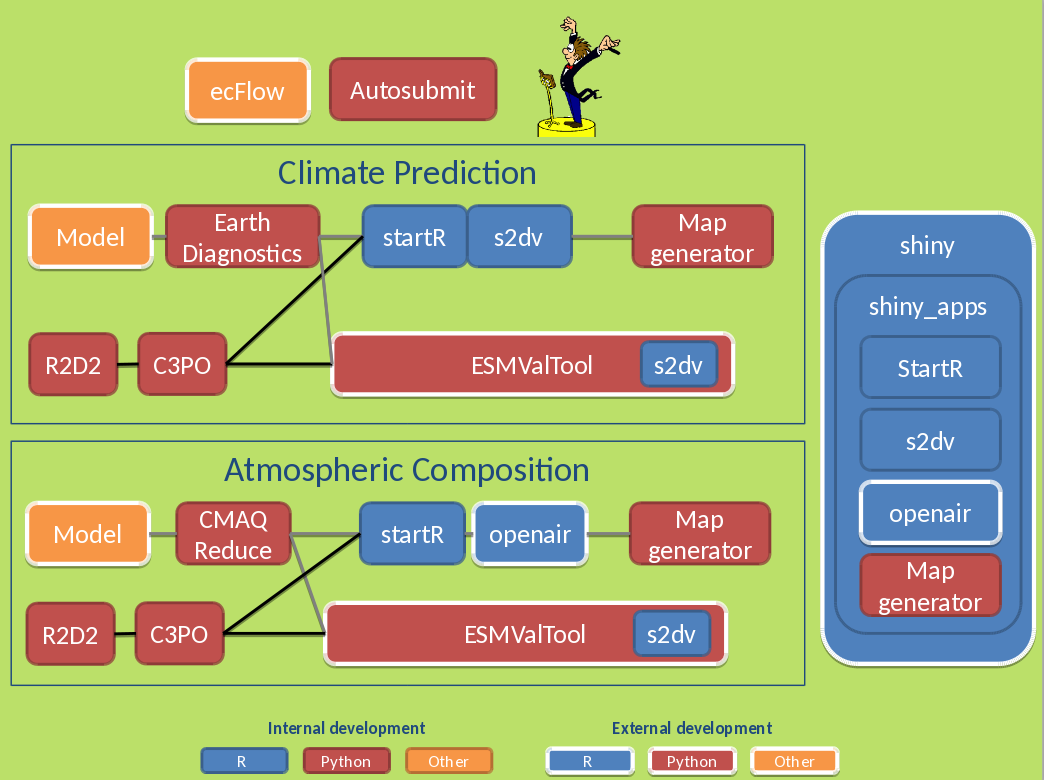 ecFlow
Autosubmit
Climate Prediction
Model
Earth
Diagnostics
startR
s2dv
Map
generator
R2D2
C3PO
ESMValTool
s2dv
Atmospheric Composition
Model
CMAQ
Reduce
startR
openair
Map
generator
R2D2
C3PO
ESMValTool
s2dv
shiny
shiny_apps
StartR
s2dv
openair
Map
generator
Internal development
R
Python
Other
External development
R
Python
Other